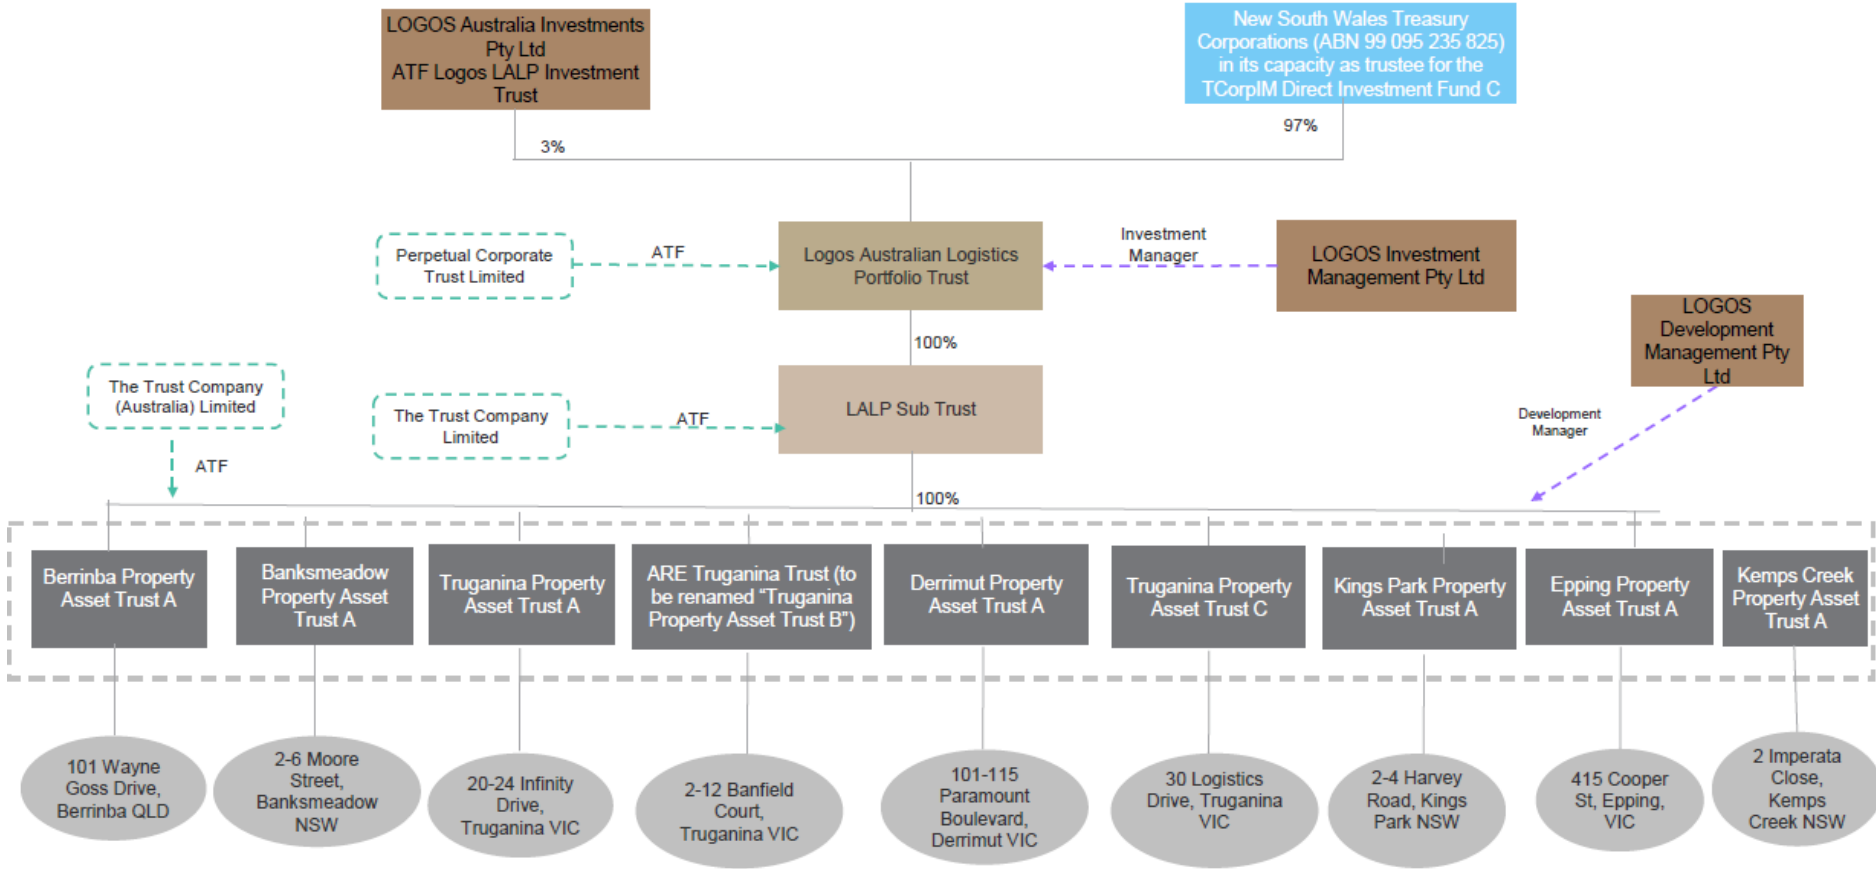 LOGOS Australia Investments
Pty Ltd
ATF Logos LALP Investment
Trust
New South Wales Treasury
Corporations (ABN 99 095 235 825)
in its capacity as trustee for the
TCorpIM Direct Investment Fund C
3%
97%
Perpetual Corporate
Trust Limited
ATF
Logos Australian Logistics
Portfolio Trust
Investment
Manager
LOGOS Investment
Management Pty Ltd
LOGOS
Development
Management Pty
Ltd
100%
The Trust Company
(Australia) Limited
ATF
The Trust Company
Limited
ATF
LALP Sub Trust
Development
Manager
100%
Berrinba Property
Asset Trust A
Banksmeadow
Property Asset
Trust A
Truganina Property
Asset Trust A
ARE Truganina Trust (to
be renamed “Truganina
Property Asset Trust B”)
Derrimut Property
Asset Trust A
Truganina Property
Asset Trust C
Kings Park Property
Asset Trust A
Epping Property
Asset Trust A
Kemps Creek
Property Asset
Trust A
101 Wayne
Goss Drive,
Berrinba QLD
2-6 Moore
Street,
Banksmeadow
NSW
20-24 Infinity
Drive,
Truganina VIC
2-12 Banfield
Court,
Truganina VIC
101-115
Paramount
Boulevard,
Derrimut VIC
30 Logistics
Drive, Truganina
VIC
2-4 Harvey
Road, Kings
Park NSW
415 Cooper
St, Epping,
VIC
2 Imperata
Close,
Kemps
Creek NSW